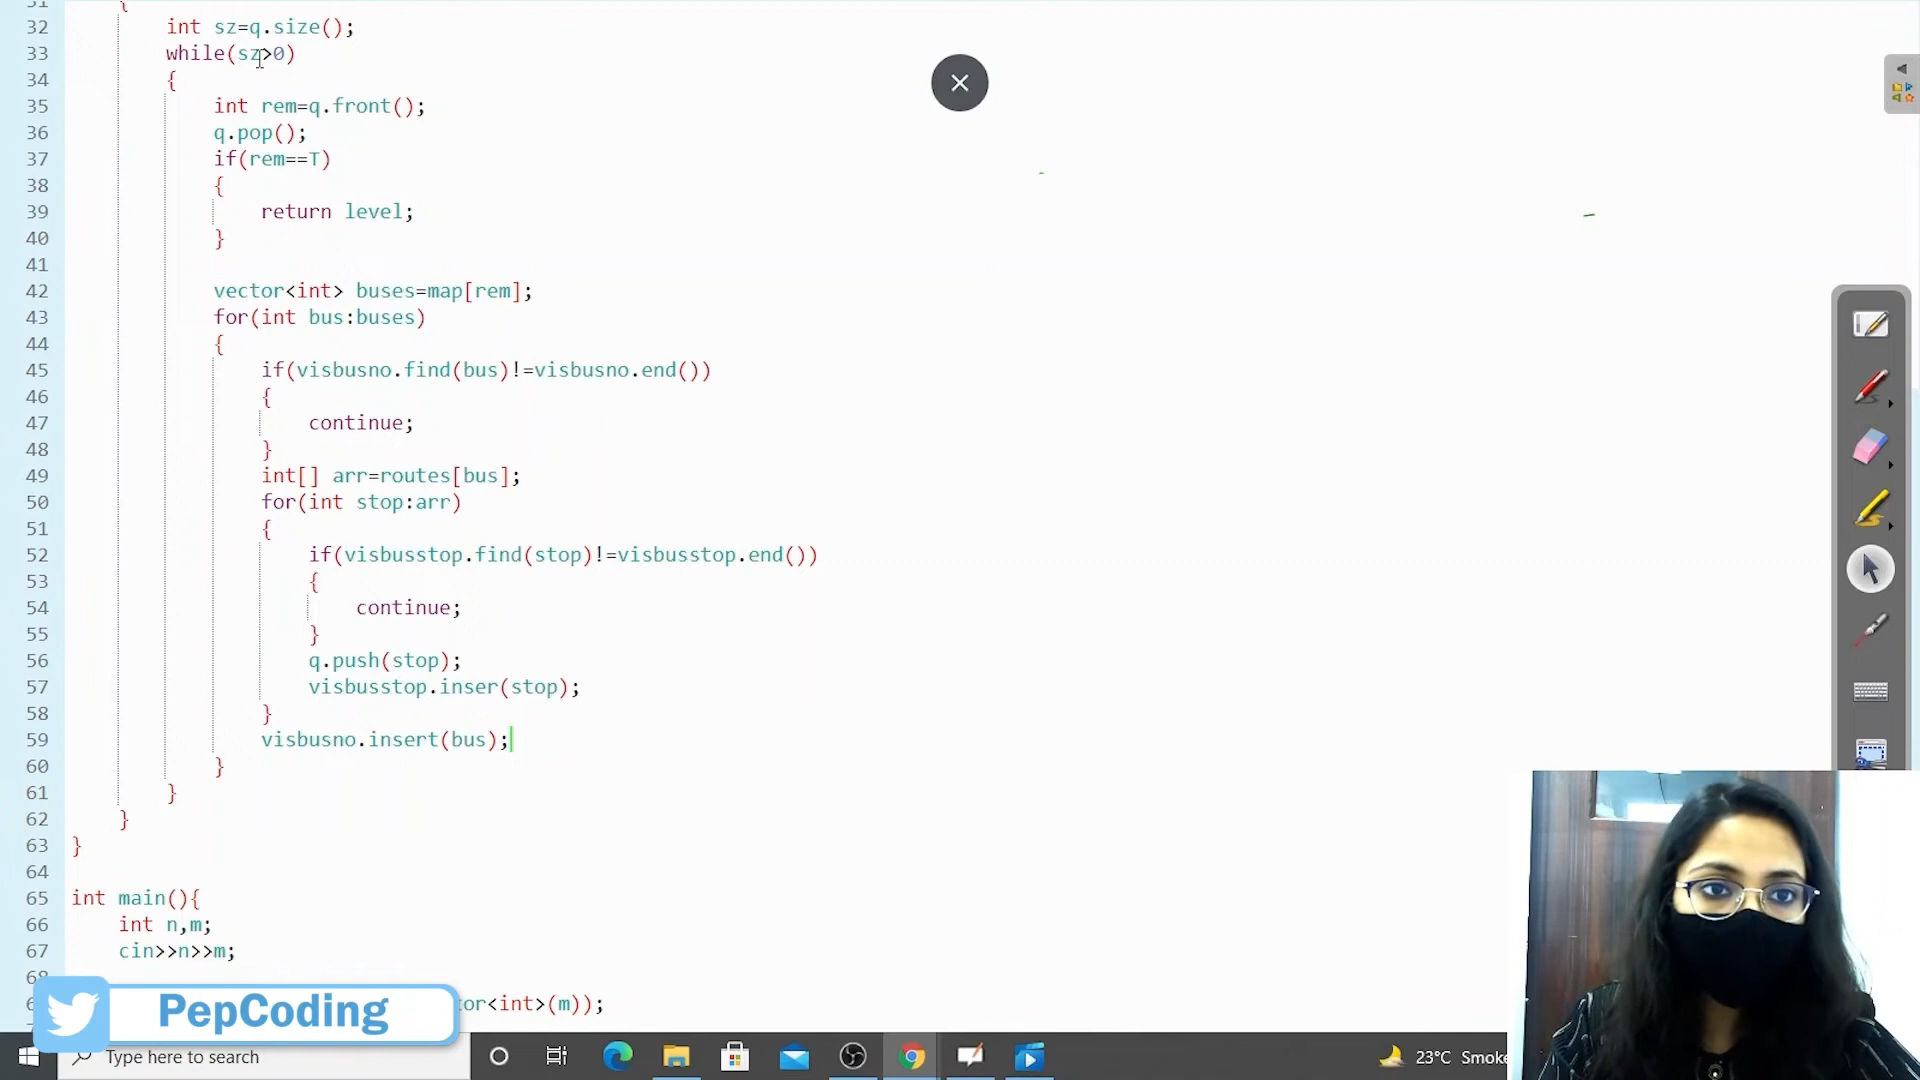 31 {
32 int sz=q.size();
33 while(sz>0)
34 {
35 int rem=q.front();
36 q.pop();
37 if(rem==T)
38 {
39 return level;
40 }
41
42 vector<int> buses=map[rem];
43 for(int bus:buses)
44 {
45 if(visbusno.find(bus)!=visbusno.end())
46 {
47 continue;
48 }
49 int[] arr=routes[bus];
50 for(int stop:arr)
51 {
52 if(visbusstop.find(stop)!=visbusstop.end())
53 {
54 continue;
55 }
56 q.push(stop);
57 visbusstop.inser(stop);
58 }
59 visbusno.insert(bus);
60 }
61 }
62 }
63 }
64
65 int main(){
66 int n,m;
67 cin>>n>>m;
68
tor<int>(m));
PepCoding
Type here to search
23°C Smoke